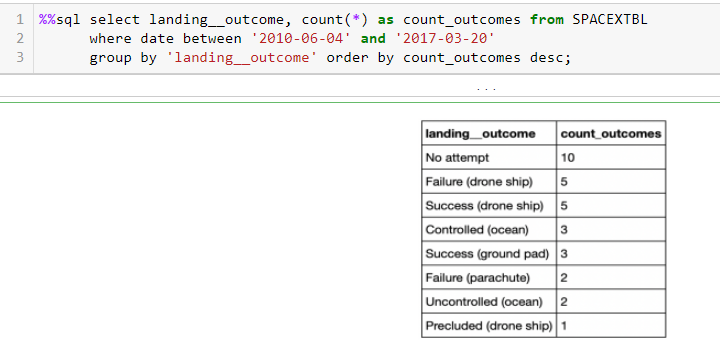 1 %%sql select landing__outcome, count(*) as count_outcomes from SPACEXTBL
2 where date between '2010-06-04' and '2017-03-20'
3 group by 'landing__outcome' order by count_outcomes desc;
...
landing__outcome count_outcomes
No attempt 10
Failure (drone ship) 5
Success (drone ship) 5
Controlled (ocean) 3
Success (ground pad) 3
Failure (parachute) 2
Uncontrolled (ocean) 2
Precluded (drone ship) 1